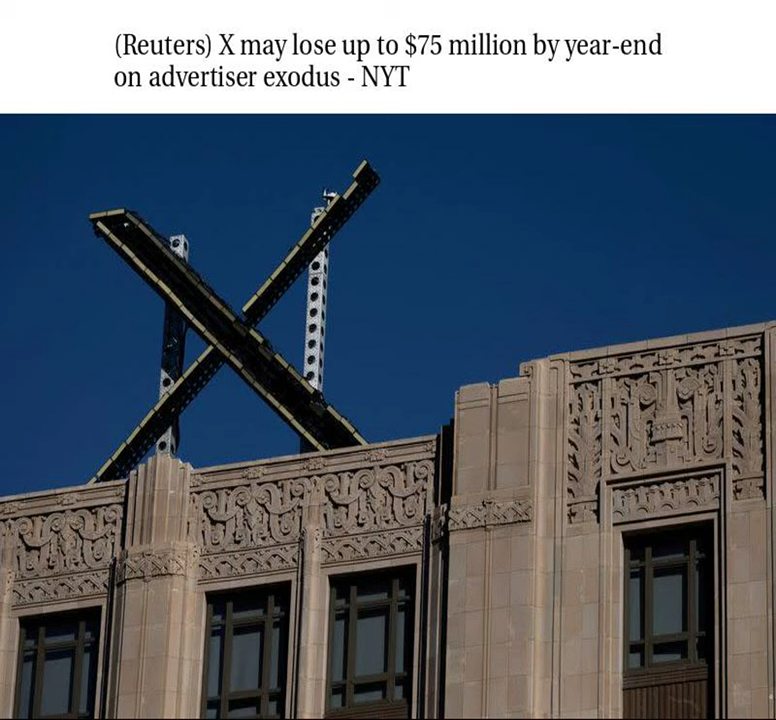 (Reuters) X may lose up to $75 million by year-end
on advertiser exodus - NYT
X